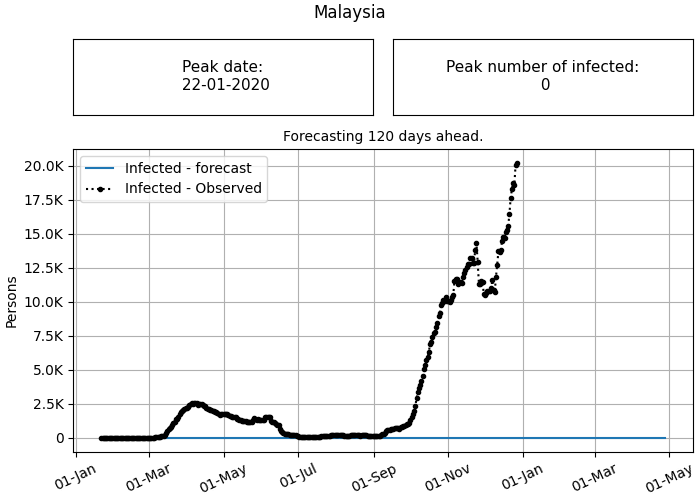 Malaysia
Peak date:
22-01-2020
Peak number of infected:
0
Forecasting 120 days ahead.
Infected - forecast
Infected - Observed
20.0K
17.5K
15.0K
12.5K
10.0K
7.5K
5.0K
2.5K
0
Persons
01-Jan
01-Mar
01-May
01-Jul
01-Sep
01-Nov
01-Jan
01-Mar
01-May